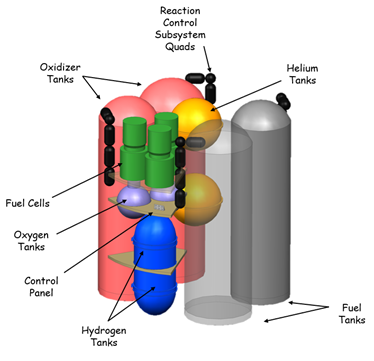 Reaction
Control
Subsystem
Quads
Oxidizer
Tanks
Helium
Tanks
Fuel Cells
Oxygen
Tanks
Control
Panel
Hydrogen
Tanks
Fuel
Tanks